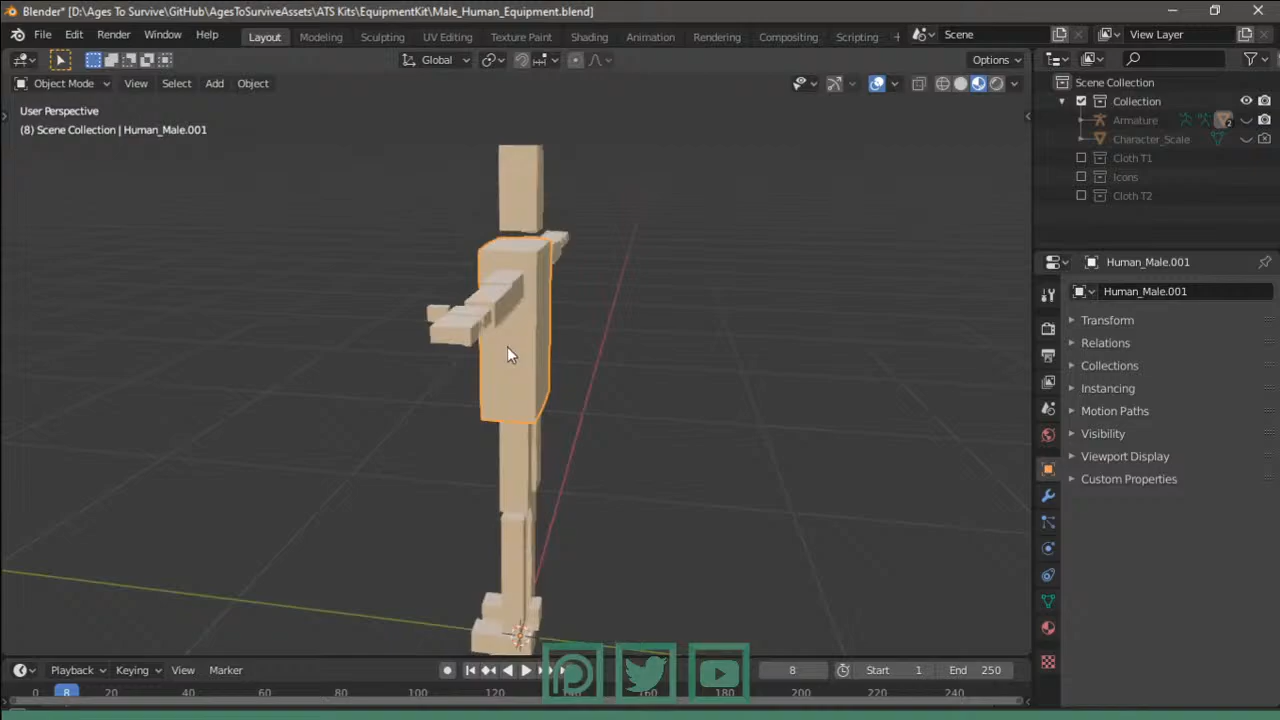 Blender* [D:\Ages To Survive\GitHub\AgesToSurviveAssets\ATS Kits\EquipmentKit\Male_Human_Equipment.blend]
File Edit Render Window Help Layout Modeling Sculpting UV Editing Texture Paint Shading Animation Rendering Compositing Scripting Scene View Layer
Global Options
Object Mode View Select Add Object
User Perspective
(8) Scene Collection | Human_Male.001
Scene Collection
Collection
Armature 2
Character_Scale
Cloth T1
Icons
Cloth T2
Human_Male.001
Human_Male.001
Transform
Relations
Collections
Instancing
Motion Paths
Visibility
Viewport Display
Custom Properties
Playback Keying View Marker 8 Start 1 End 250
0 8 20 40 60 80 100 120 140 160 180 200 220 240